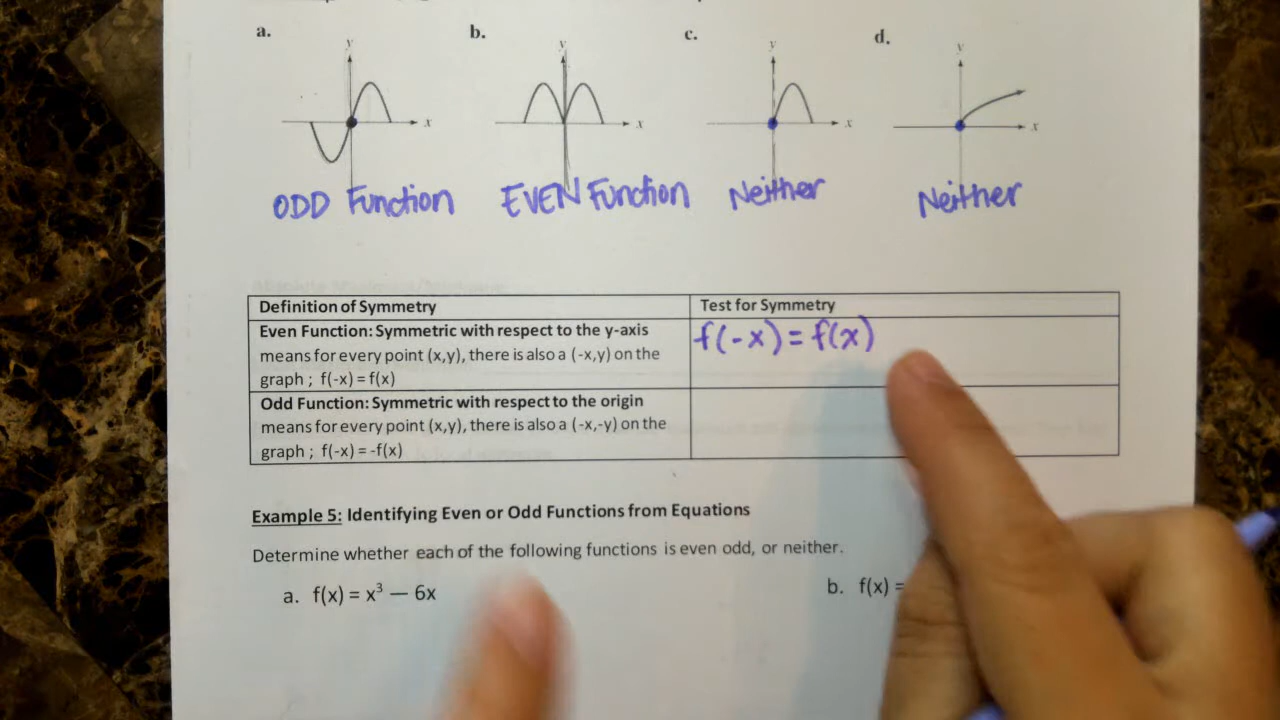 a. b. c. d.
y y y y
x x x x
ODD Function EVEN Function Neither Neither
Definition of Symmetry Test for Symmetry
Even Function: Symmetric with respect to the y-axis f(-x) = f(x)
means for every point (x,y), there is also a (-x,y) on the
graph ; f(-x) = f(x)
Odd Function: Symmetric with respect to the origin
means for every point (x,y), there is also a (-x,-y) on the
graph ; f(-x) = -f(x)
Example 5: Identifying Even or Odd Functions from Equations
Determine whether each of the following functions is even odd, or neither.
a. f(x) = x³ — 6x b. f(x) =